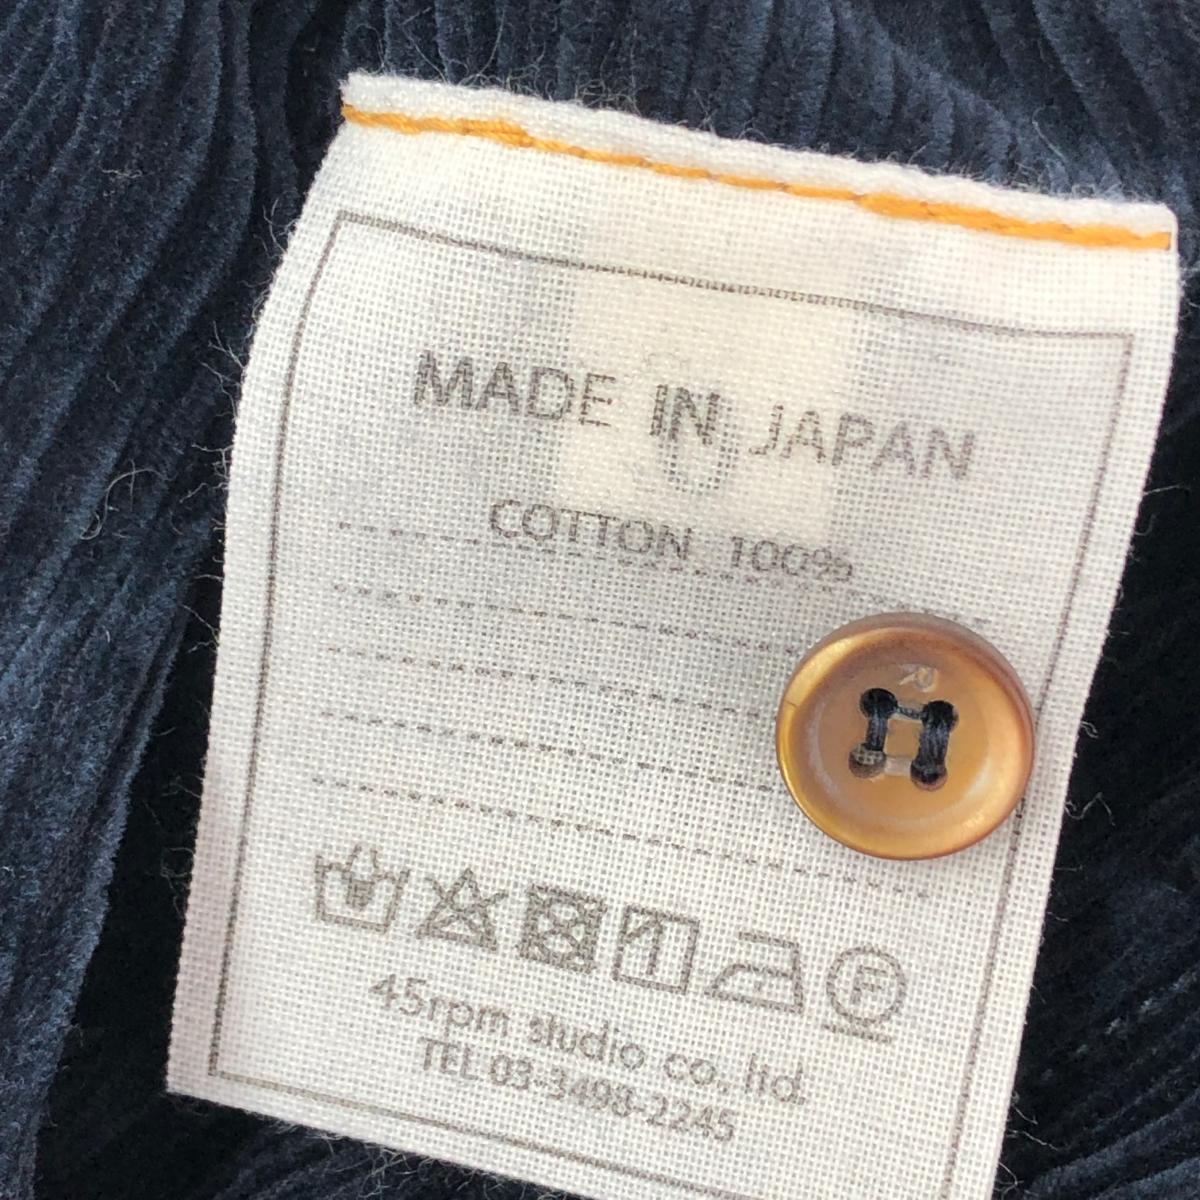 MADE IN JAPAN
COTTON 100%
F
45rpm studio co., ltd.
TEL 03-3498-2245